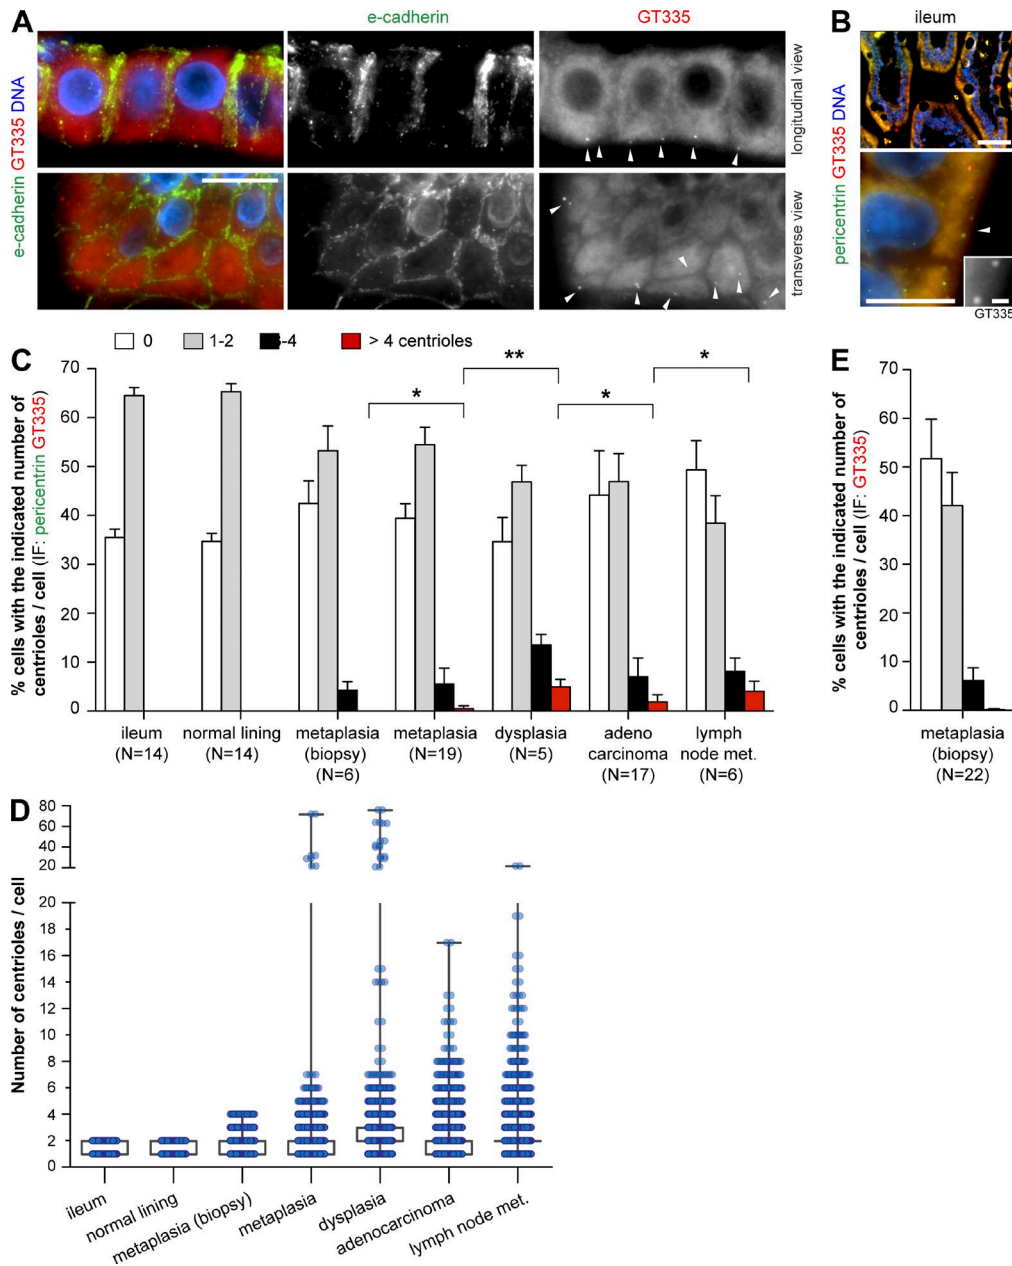 A
e-cadherin
GT335
B
ileum
e-cadherin GT335 DNA
longitudinal view
transverse view
pericentrin GT335 DNA
GT335
0
1-2
-4
> 4 centrioles
C
% cells with the indicated number of
centrioles / cell (IF: pericentrin GT335)
70
60
50
40
30
20
10
0
*
**
*
*
ileum
(N=14)
normal lining
(N=14)
metaplasia
(biopsy)
(N=6)
metaplasia
(N=19)
dysplasia
(N=5)
adeno
carcinoma
(N=17)
lymph
node met.
(N=6)
E
% cells with the indicated number of
centrioles / cell (IF: GT335)
70
60
50
40
30
20
10
0
metaplasia
(biopsy)
(N=22)
D
Number of centrioles / cell
80
60
40
20
20
18
16
14
12
10
8
6
4
2
0
ileum
normal lining
metaplasia (biopsy)
metaplasia
dysplasia
adenocarcinoma
lymph node met.